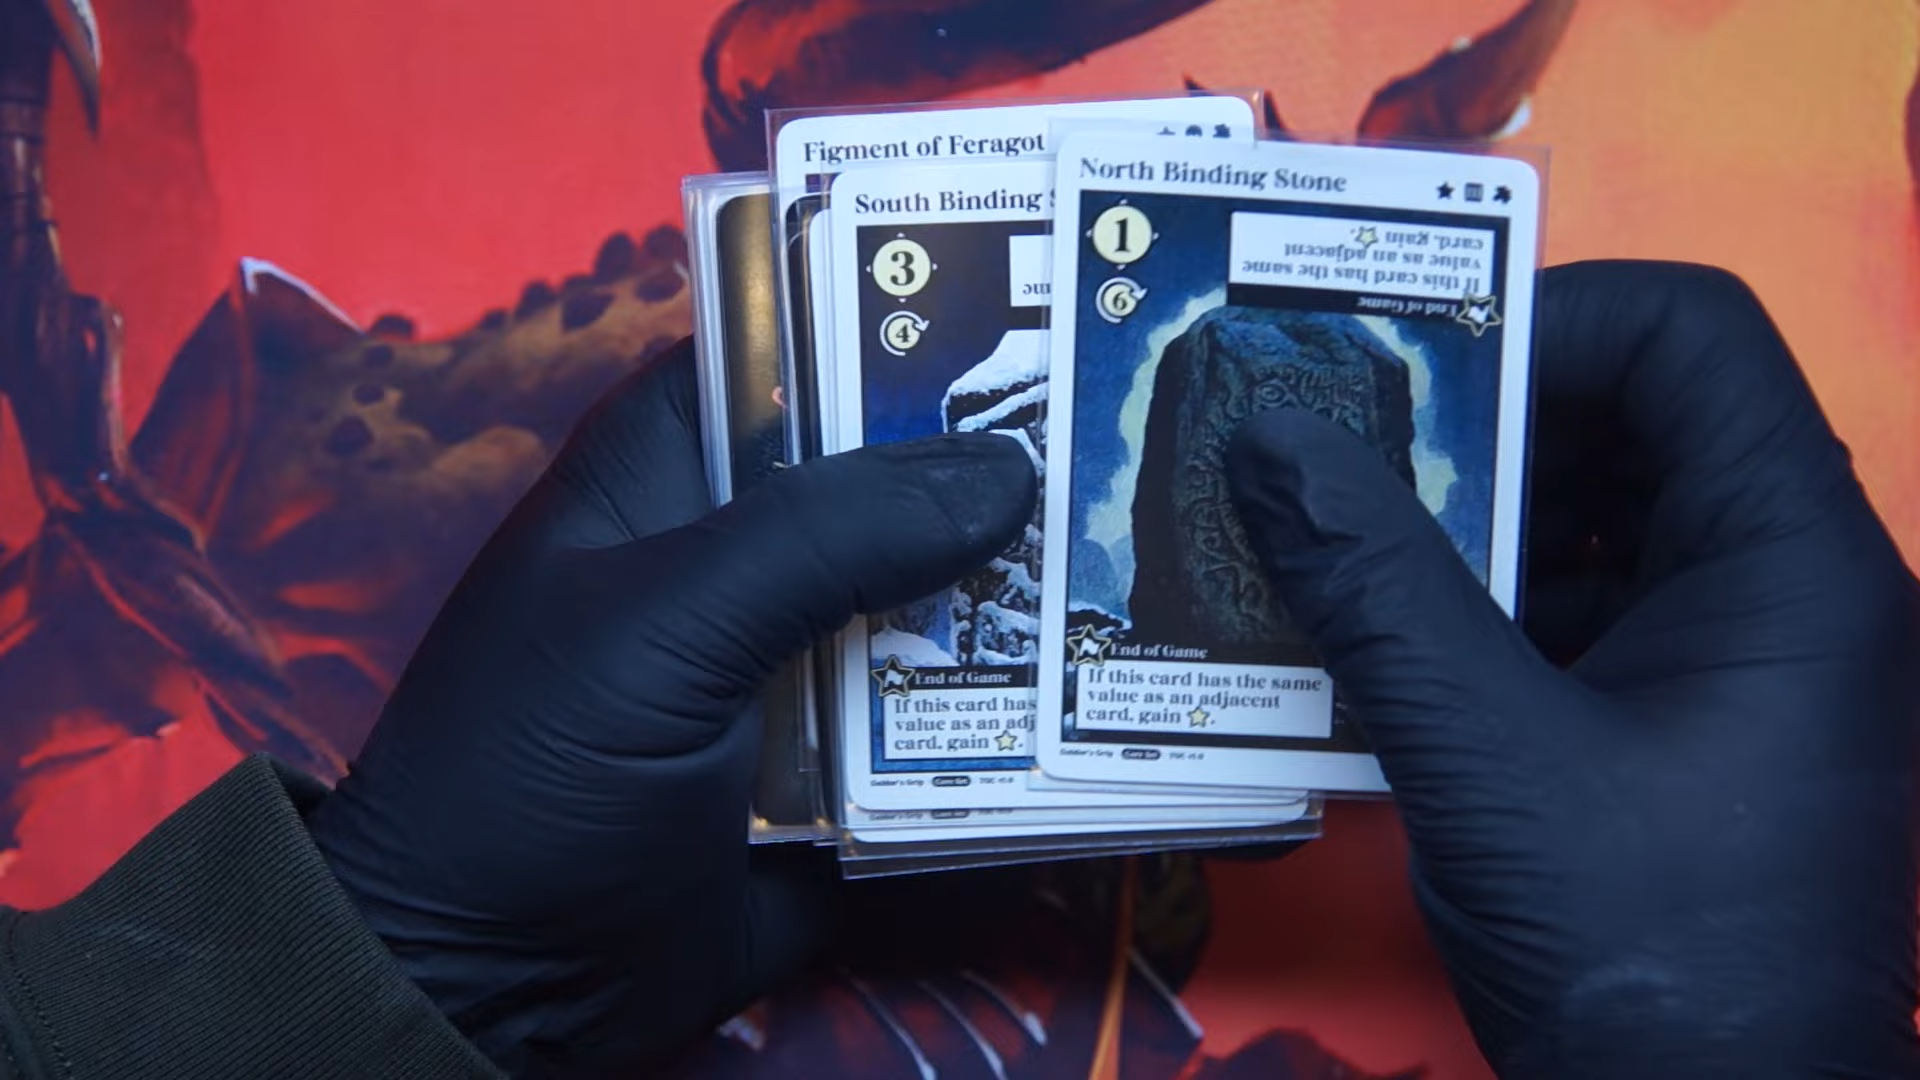 Figment of Feragot
South Binding
3
4
End of Game
If this card has
value as an adj
card, gain
North Binding Stone
1
6
If this card has the same
value as an adjacent
card, gain
End of Game
End of Game
If this card has the same
value as an adjacent
card, gain